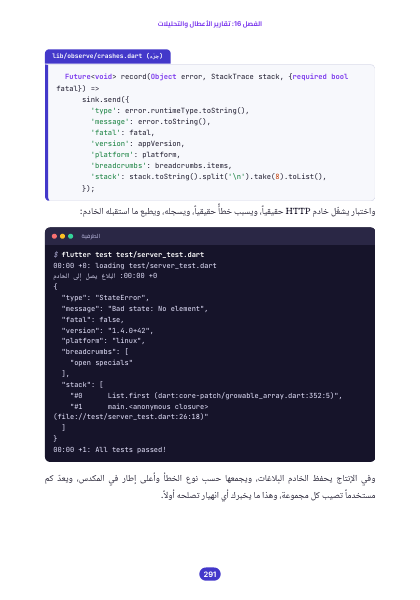 الفصل 16: تقارير الأعطال والتحليلات
lib/observe/crashes.dart (جزء)
Future<void> record(Object error, StackTrace stack, {required bool
fatal}) =>
sink.send({
'type': error.runtimeType.toString(),
'message': error.toString(),
'fatal': fatal,
'version': appVersion,
'platform': platform,
'breadcrumbs': breadcrumbs.items,
'stack': stack.toString().split('\n').take(8).toList(),
});
واختبار يشغّل خادم HTTP حقيقياً، ويسبب خطأً حقيقياً، ويسجله، ويطبع ما استقبله الخادم:
الطرفية
$ flutter test test/server_test.dart
00:00 +0: loading test/server_test.dart
00:00 +0: البلاغ يصل إلى الخادم
{
"type": "StateError",
"message": "Bad state: No element",
"fatal": false,
"version": "1.4.0+42",
"platform": "linux",
"breadcrumbs": [
"open specials"
],
"stack": [
"#0      List.first (dart:core-patch/growable_array.dart:352:5)",
"#1      main.<anonymous closure>
(file://test/server_test.dart:26:18)"
]
}
00:00 +1: All tests passed!
وفي الإنتاج يحفظ الخادم البلاغات، ويجمعها حسب نوع الخطأ وأعلى إطار في المكدس، ويعدّ كم
مستخدماً تصيب كل مجموعة، وهذا ما يخبرك أي انهيار تصلحه أولاً.
291